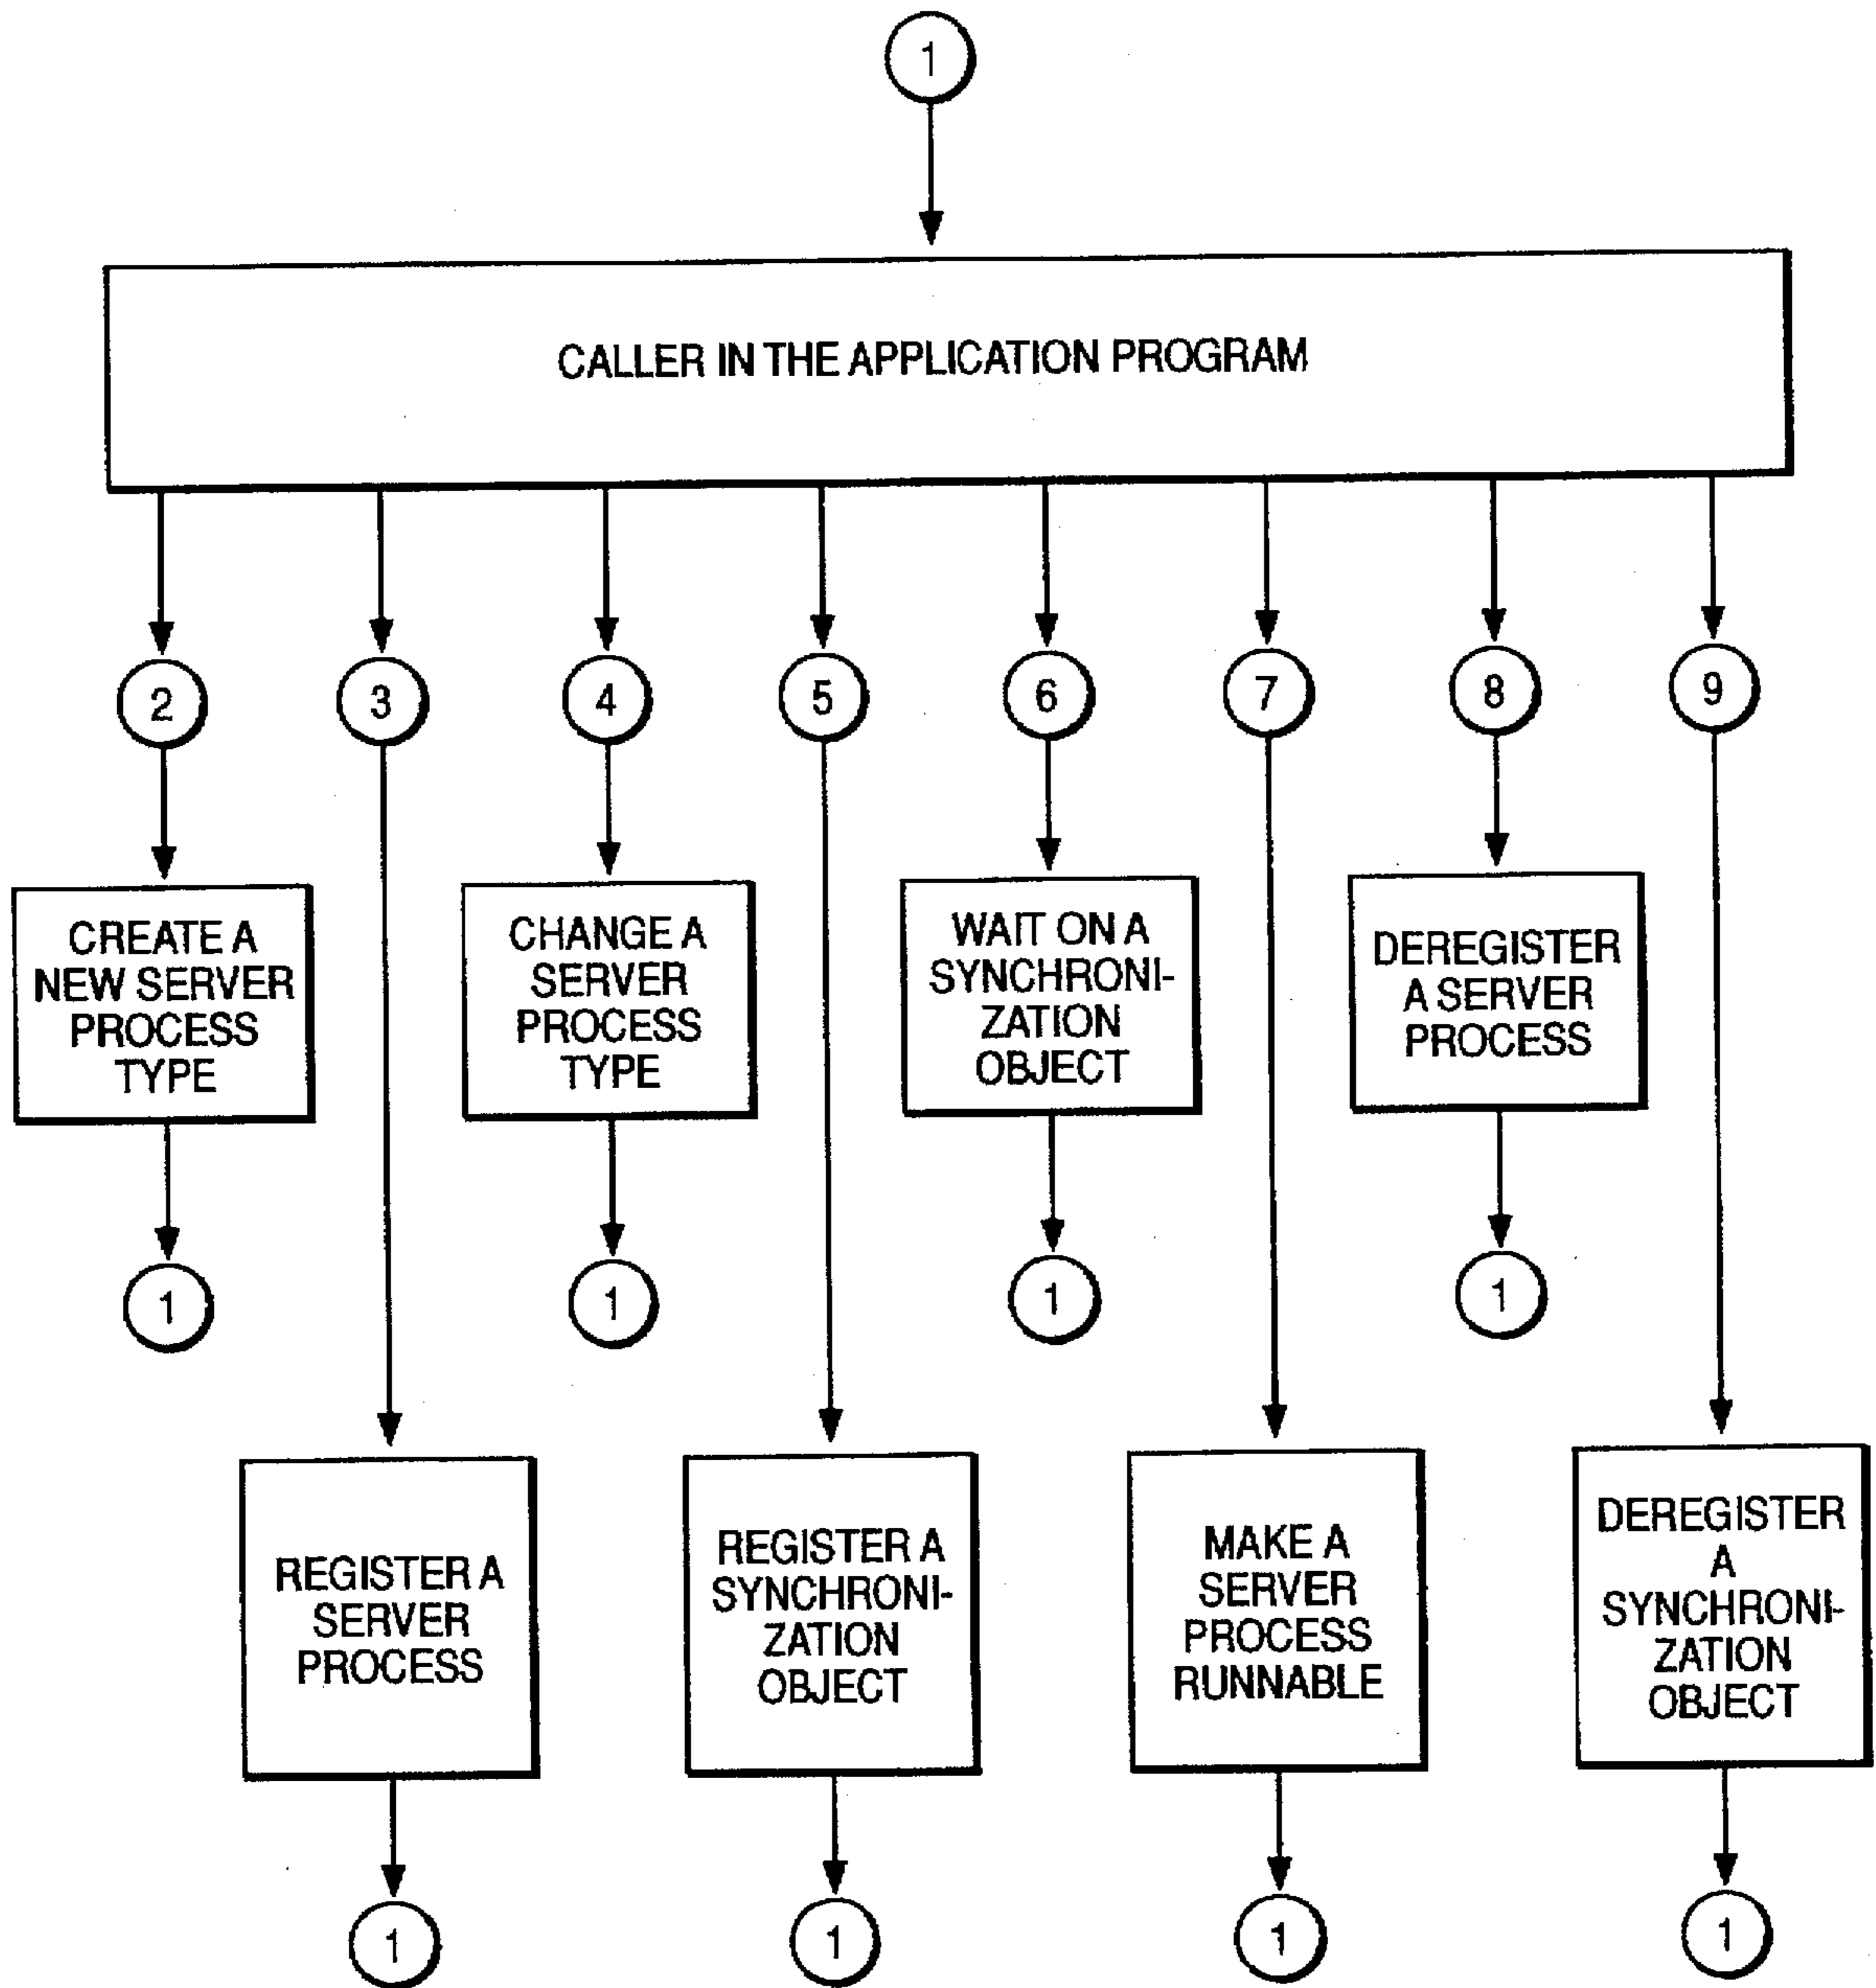 1
CALLER IN THE APPLICATION PROGRAM
2
3
4
5
6
7
8
9
CREATE A
NEW SERVER
PROCESS
TYPE
CHANGE A
SERVER
PROCESS
TYPE
WAIT ON A
SYNCHRONI-
ZATION
OBJECT
DEREGISTER
A SERVER
PROCESS
1
1
1
1
REGISTER A
SERVER
PROCESS
REGISTER A
SYNCHRONI-
ZATION
OBJECT
MAKE A
SERVER
PROCESS
RUNNABLE
DEREGISTER
A
SYNCHRONI-
ZATION
OBJECT
1
1
1
1